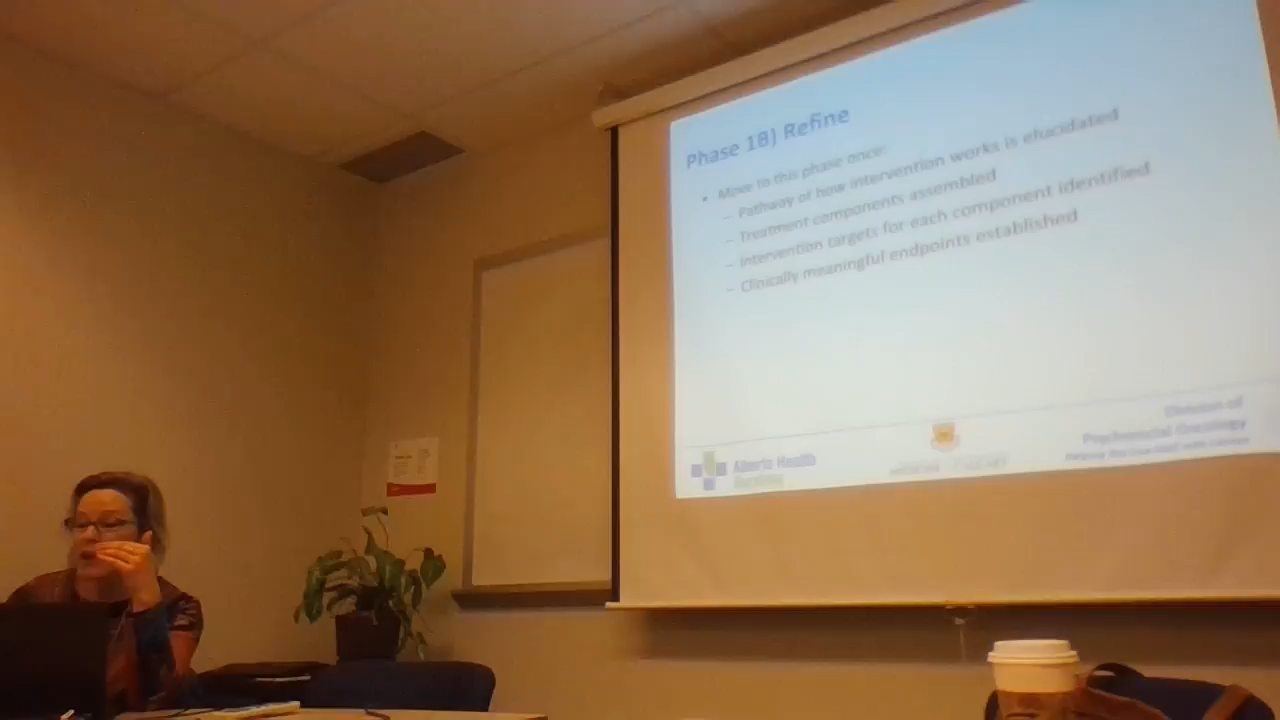 Phase 1B) Refine
• Move to this phase once:
– Pathway of how intervention works is elucidated
– Treatment components assembled
– Intervention targets for each component identified
– Clinically meaningful endpoints established
Alberta Health
Services
Division of
Psychosocial Oncology